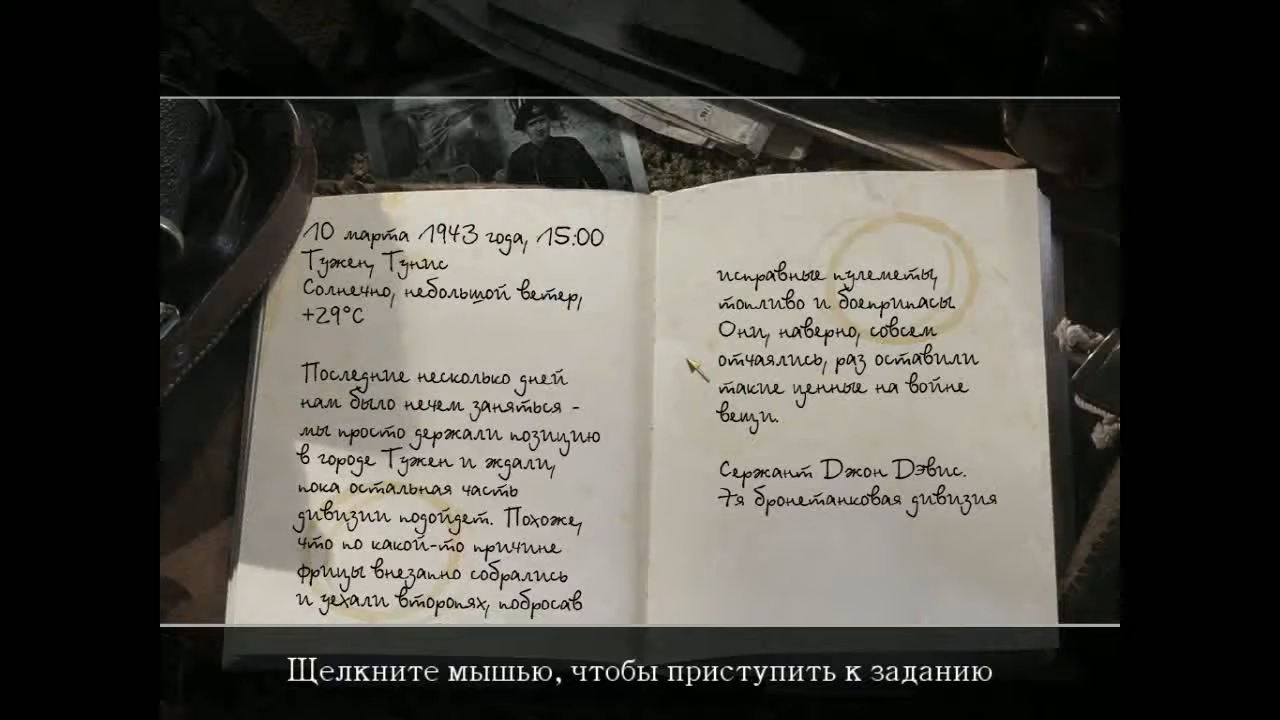 10 марта 1943 года, 15:00
Тужен, Тунис
Солнечно, небольшой ветер,
+29°C
Последние несколько дней
нам было нечем заняться -
мы просто держали позицию
в городе Тужен и ждали,
пока остальная часть
дивизии подойдет. Похоже,
что по какой-то причине
фрицы внезапно собрались
и уехали второпях, побросав
исправные пулеметы,
топливо и боеприпасы
Они, наверно, совсем
отчаялись, раз оставили
такие ценные на войне
вещи.
Сержант Джон Дэвис.
7я бронетанковая дивизия
Щелкните мышью, чтобы приступить к заданию